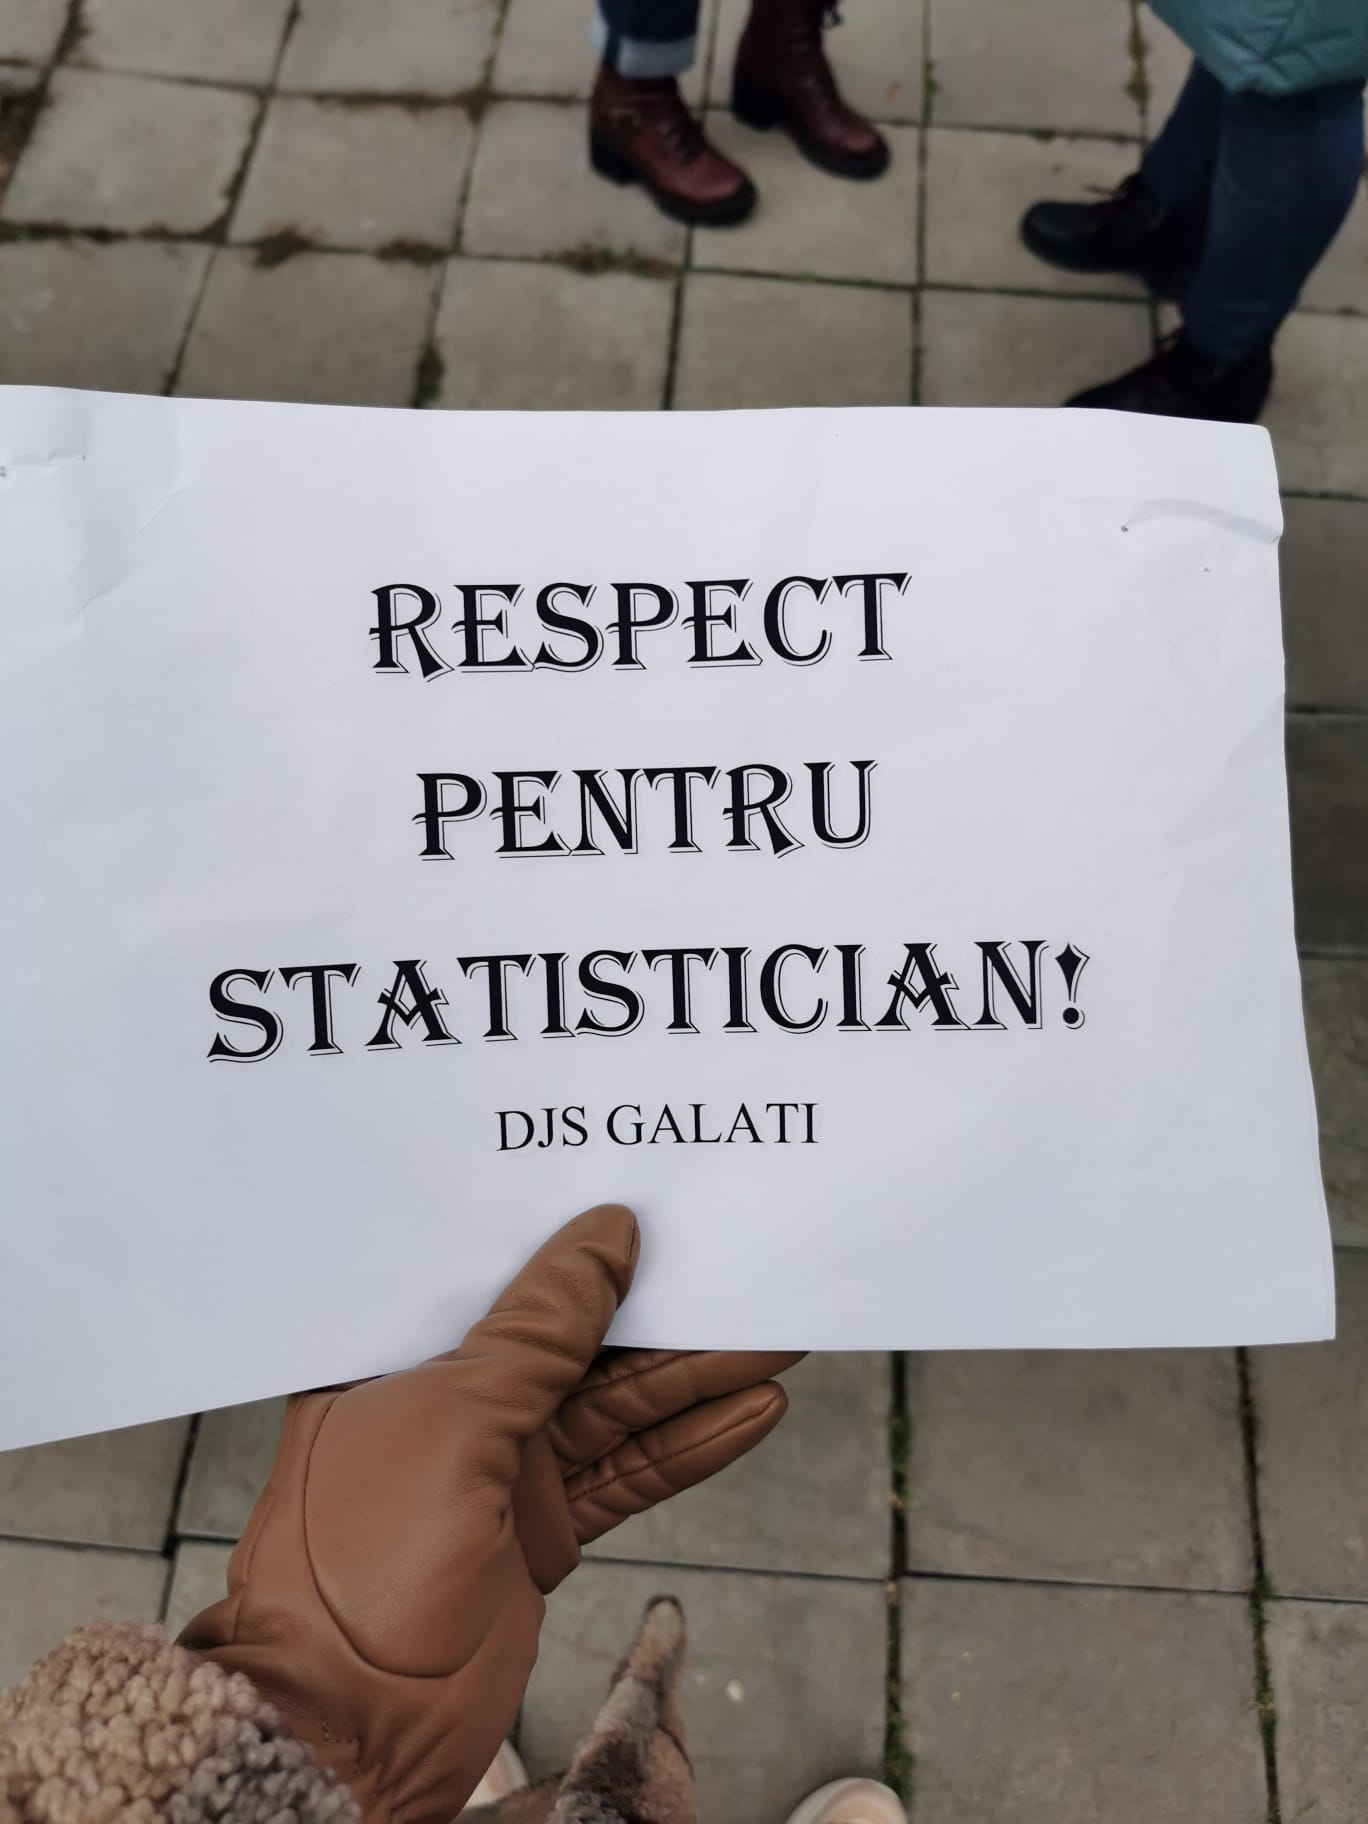 RESPECT
PENTRU
STATISTICIAN!
DJS GALATI